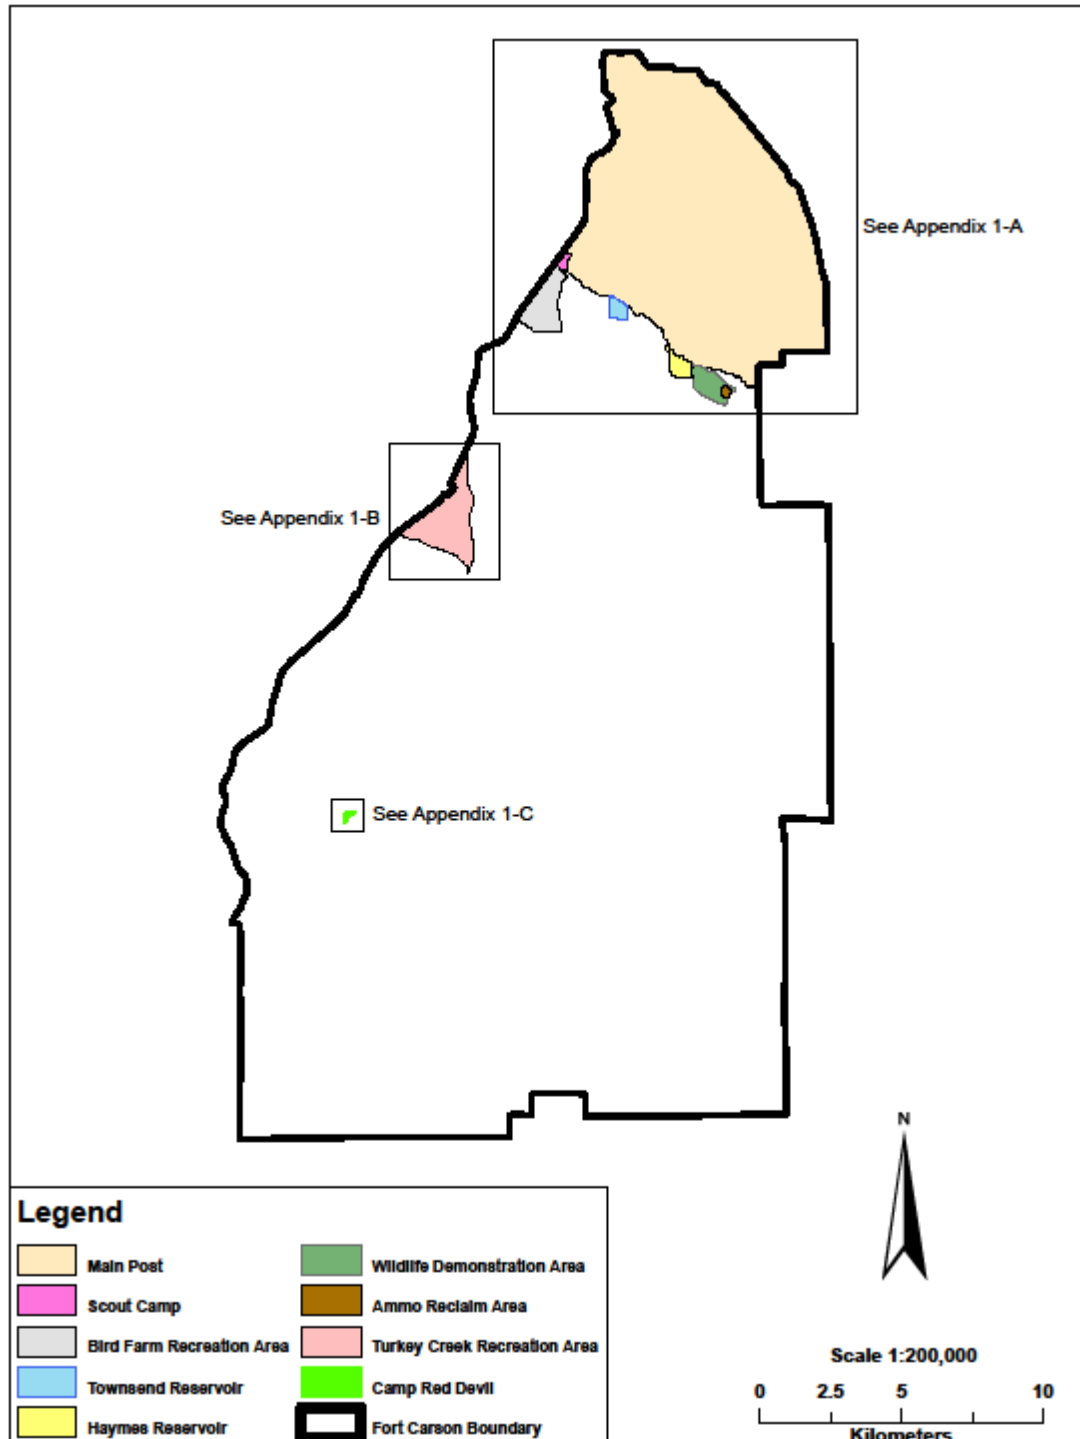 See Appendix 1-A
See Appendix 1-B
See Appendix 1-C
N
Legend
Main Post
Scout Camp
Bird Farm Recreation Area
Townsend Reservoir
Haymes Reservoir
Wildlife Demonstration Area
Ammo Reclaim Area
Turkey Creek Recreation Area
Camp Red Devil
Fort Carson Boundary
Scale 1:200,000
0 2.5 5 10
Kilometers